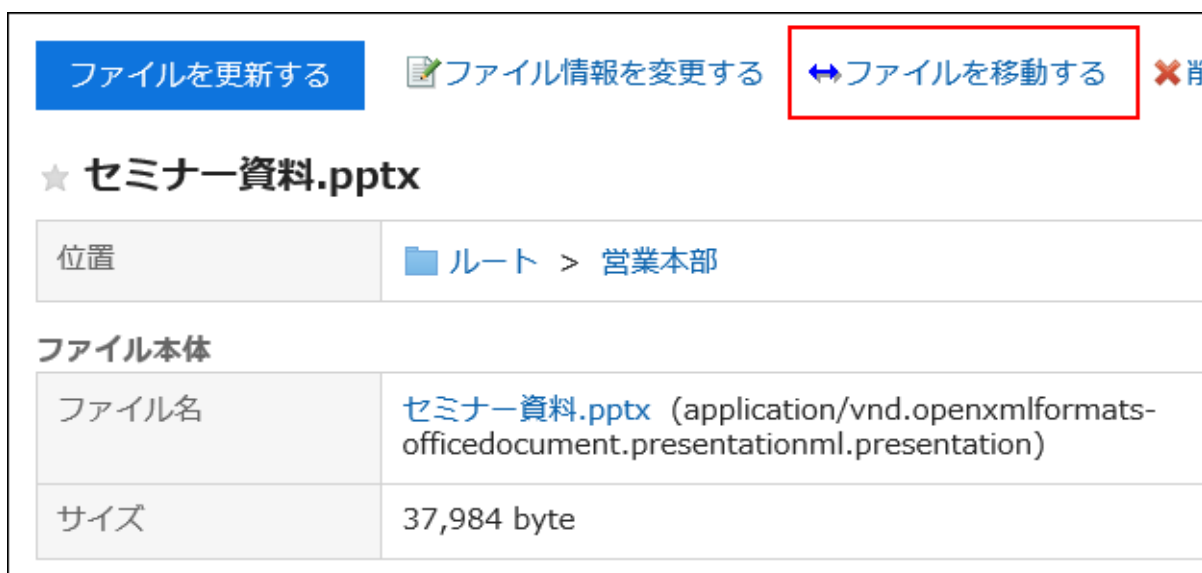 ファイルを更新する ファイル情報を変更する ファイルを移動する
セミナー資料.pptx
位置 ルート > 営業本部
ファイル本体
ファイル名 セミナー資料.pptx (application/vnd.openxmlformats-
officedocument.presentationml.presentation)
サイズ 37,984 byte